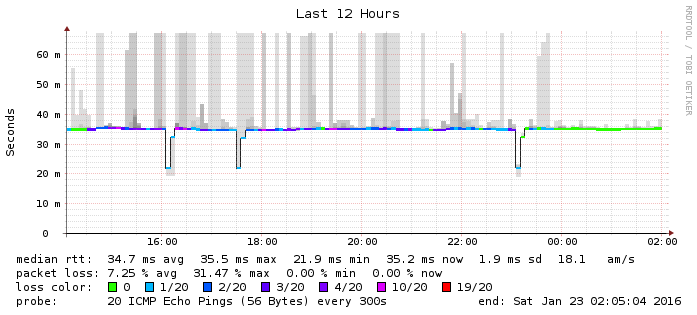 Last 12 Hours
RRDTOOL / TOBI OETIKER
Seconds
60 m
50 m
40 m
30 m
20 m
10 m
0
16:00 18:00 20:00 22:00 00:00 02:00
median rtt: 34.7 ms avg 35.5 ms max 21.9 ms min 35.2 ms now 1.9 ms sd 18.1 am/s
packet loss: 7.25 % avg 31.47 % max 0.00 % min 0.00 % now
loss color: 0 1/20 2/20 3/20 4/20 10/20 19/20
probe: 20 ICMP Echo Pings (56 Bytes) every 300s end: Sat Jan 23 02:05:04 2016